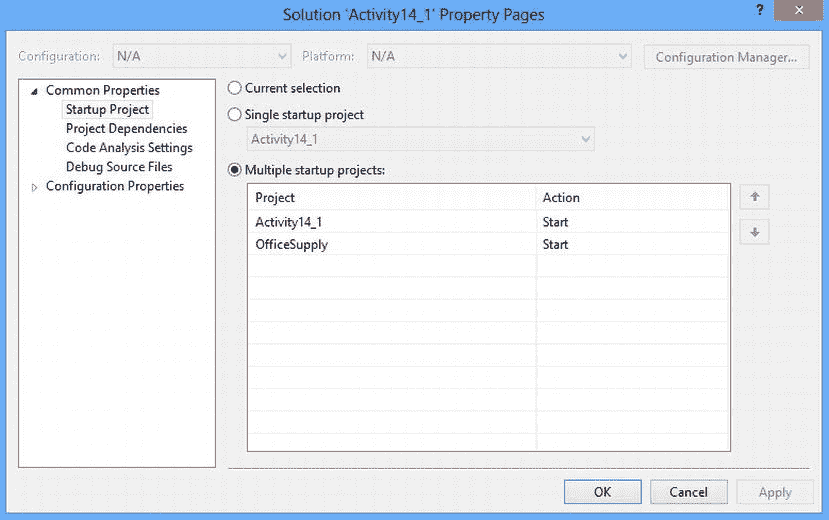 Solution 'Activity14_1' Property Pages
? x
Configuration: N/A Platform: N/A Configuration Manager...
Common Properties
Startup Project
Project Dependencies
Code Analysis Settings
Debug Source Files
Configuration Properties
Current selection
Single startup project
Activity14_1
Multiple startup projects:
Project Action
Activity14_1 Start
OfficeSupply Start
OK Cancel Apply